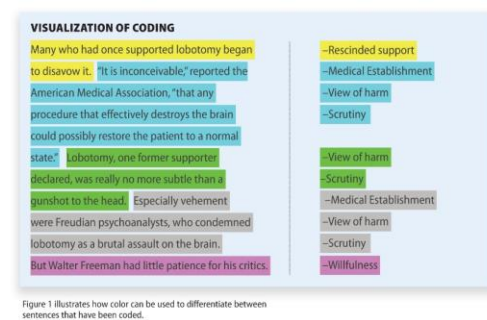 VISUALIZATION OF CODING
Many who had once supported lobotomy began
to disavow it. "It is inconceivable," reported the
American Medical Association, "that any
procedure that effectively destroys the brain
could possibly restore the patient to a normal
state." Lobotomy, one former supporter
declared, was really no more subtle than a
gunshot to the head. Especially vehement
were Freudian psychoanalysts, who condemned
lobotomy as a brutal assault on the brain.
But Walter Freeman had little patience for his critics.
–Rescinded support
–Medical Establishment
–View of harm
–Scrutiny
–View of harm
–Scrutiny
–Medical Establishment
–View of harm
–Scrutiny
–Willfulness
Figure 1 illustrates how color can be used to differentiate between
sentences that have been coded.